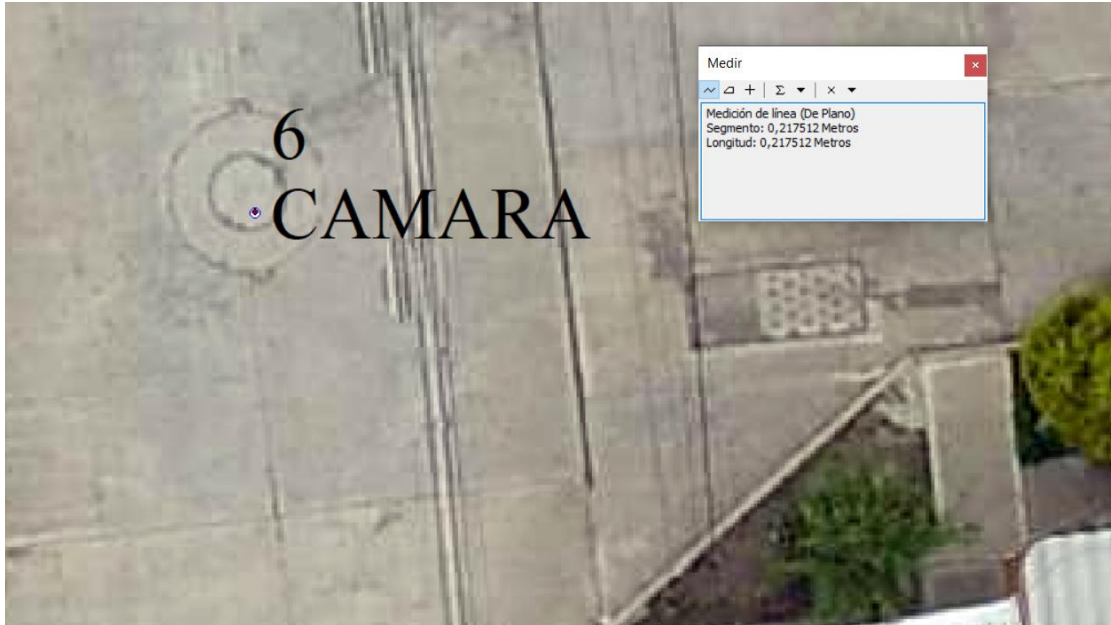 6
CAMARA
Medir
Medición de línea (De Plano)
Segmento: 0,217512 Metros
Longitud: 0,217512 Metros